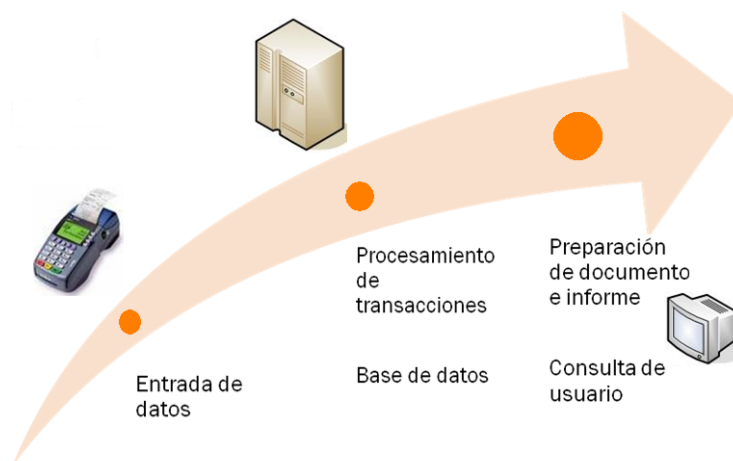 Entrada de
datos
Procesamiento
de
transacciones
Base de datos
Preparación
de documento
e informe
Consulta de
usuario